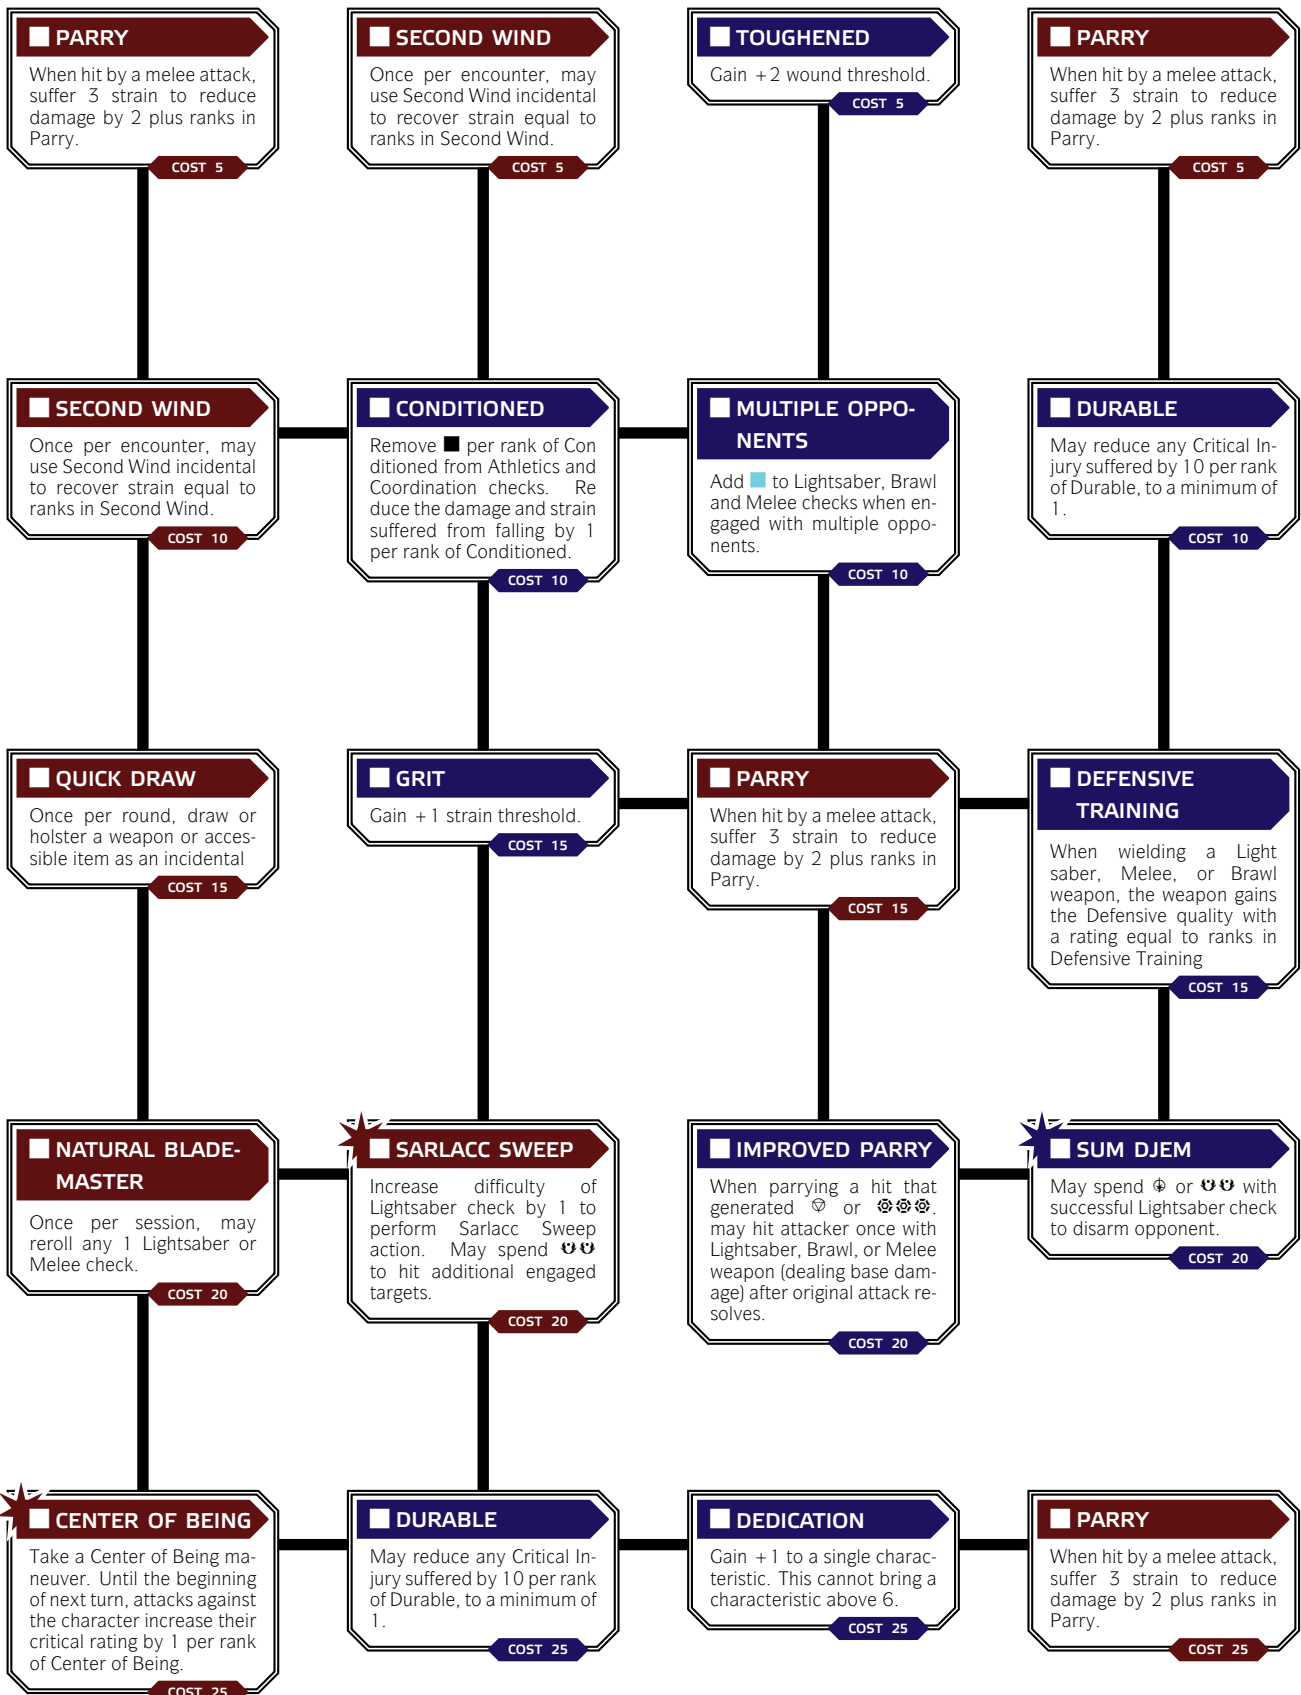 PARRY
When hit by a melee attack,
suffer 3 strain to reduce
damage by 2 plus ranks in
Parry.
COST 5
SECOND WIND
Once per encounter, may
use Second Wind incidental
to recover strain equal to
ranks in Second Wind.
COST 5
TOUGHENED
Gain +2 wound threshold.
COST 5
PARRY
When hit by a melee attack,
suffer 3 strain to reduce
damage by 2 plus ranks in
Parry.
COST 5
SECOND WIND
Once per encounter, may
use Second Wind incidental
to recover strain equal to
ranks in Second Wind.
COST 10
CONDITIONED
Remove per rank of Con
ditioned from Athletics and
Coordination checks. Re
duce the damage and strain
suffered from falling by 1
per rank of Conditioned.
COST 10
MULTIPLE OPPO-
NENTS
Add to Lightsaber, Brawl
and Melee checks when en-
gaged with multiple oppo-
nents.
COST 10
DURABLE
May reduce any Critical In-
jury suffered by 10 per rank
of Durable, to a minimum of
1.
COST 10
QUICK DRAW
Once per round, draw or
holster a weapon or acces-
sible item as an incidental
COST 15
GRIT
Gain +1 strain threshold.
COST 15
PARRY
When hit by a melee attack,
suffer 3 strain to reduce
damage by 2 plus ranks in
Parry.
COST 15
DEFENSIVE
TRAINING
When wielding a Light
saber, Melee, or Brawl
weapon, the weapon gains
the Defensive quality with
a rating equal to ranks in
Defensive Training
COST 15
NATURAL BLADE-
MASTER
Once per session, may
reroll any 1 Lightsaber or
Melee check.
COST 20
SARLACC SWEEP
Increase difficulty of
Lightsaber check by 1 to
perform Sarlacc Sweep
action. May spend
to hit additional engaged
targets.
COST 20
IMPROVED PARRY
When parrying a hit that
generated or .
may hit attacker once with
Lightsaber, Brawl, or Melee
weapon (dealing base dam-
age) after original attack re-
solves.
COST 20
SUM DJEM
May spend or with
successful Lightsaber check
to disarm opponent.
COST 20
CENTER OF BEING
Take a Center of Being ma-
neuver. Until the beginning
of next turn, attacks against
the character increase their
critical rating by 1 per rank
of Center of Being.
COST 25
DURABLE
May reduce any Critical In-
jury suffered by 10 per rank
of Durable, to a minimum of
1.
COST 25
DEDICATION
Gain +1 to a single charac-
teristic. This cannot bring a
characteristic above 6.
COST 25
PARRY
When hit by a melee attack,
suffer 3 strain to reduce
damage by 2 plus ranks in
Parry.
COST 25